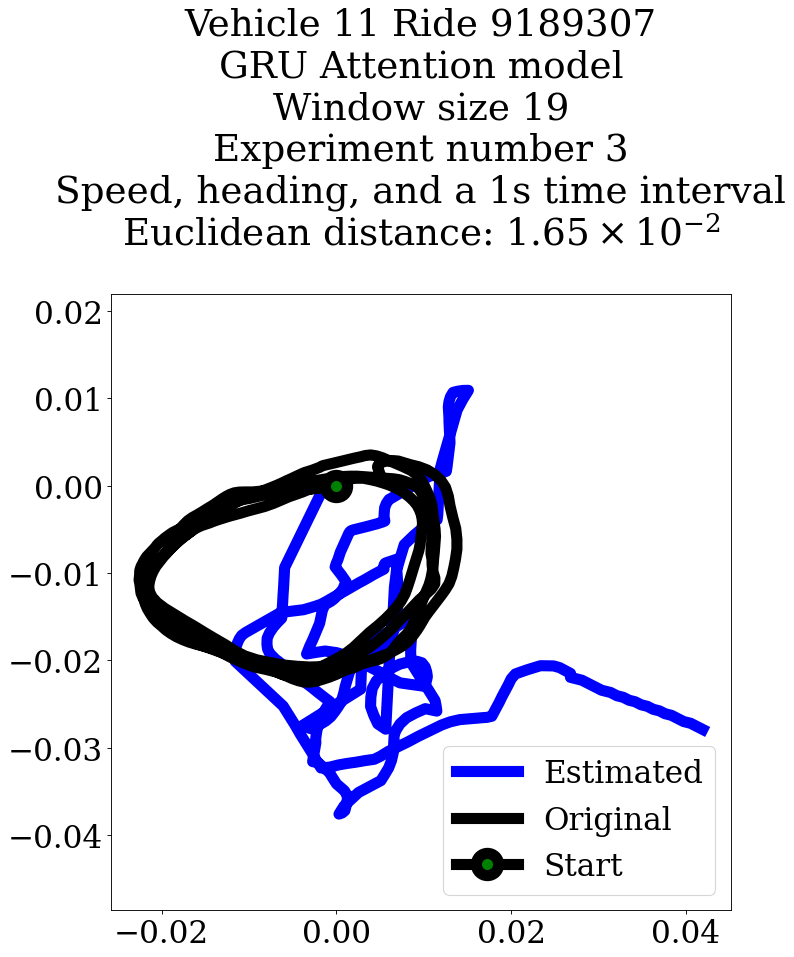 Vehicle 11 Ride 9189307
GRU Attention model
Window size 19
Experiment number 3
Speed, heading, and a 1s time interval
Euclidean distance: 1.65 × 10⁻²
0.02
0.01
0.00
−0.01
−0.02
−0.03
−0.04
Estimated
Original
Start
−0.02
0.00
0.02
0.04